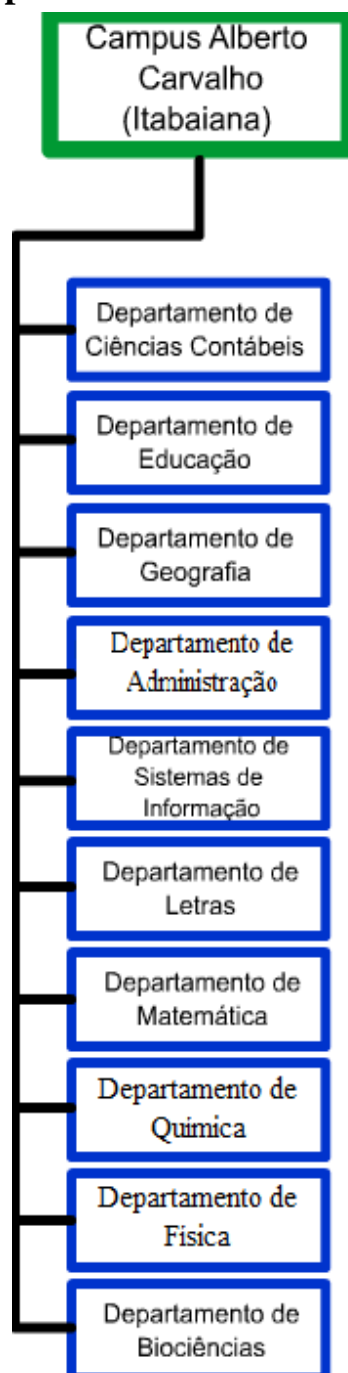 Campus Alberto
Carvalho
(Itabaiana)
Departamento de
Ciências Contábeis
Departamento de
Educação
Departamento de
Geografia
Departamento de
Administração
Departamento de
Sistemas de
Informação
Departamento de
Letras
Departamento de
Matemática
Departamento de
Quimica
Departamento de
Física
Departamento de
Biociências